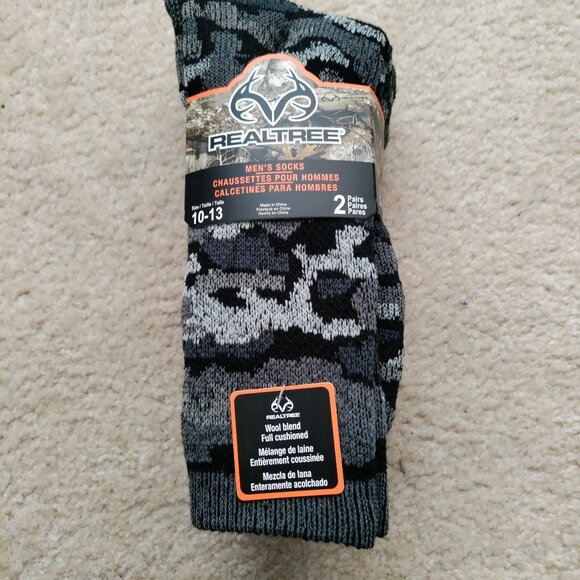 REALTREE®
MEN'S SOCKS
CHAUSSETTES POUR HOMMES
CALCETINES PARA HOMBRES
Size / Taille / Talla
10-13
Made in China
Fabriqué en Chine
Hecho en China
2 Pairs
Paires
Pares
REALTREE
Wool blend
Full cushioned
Mélange de laine
Entièrement coussinée
Mezcla de lana
Enteramente acolchado